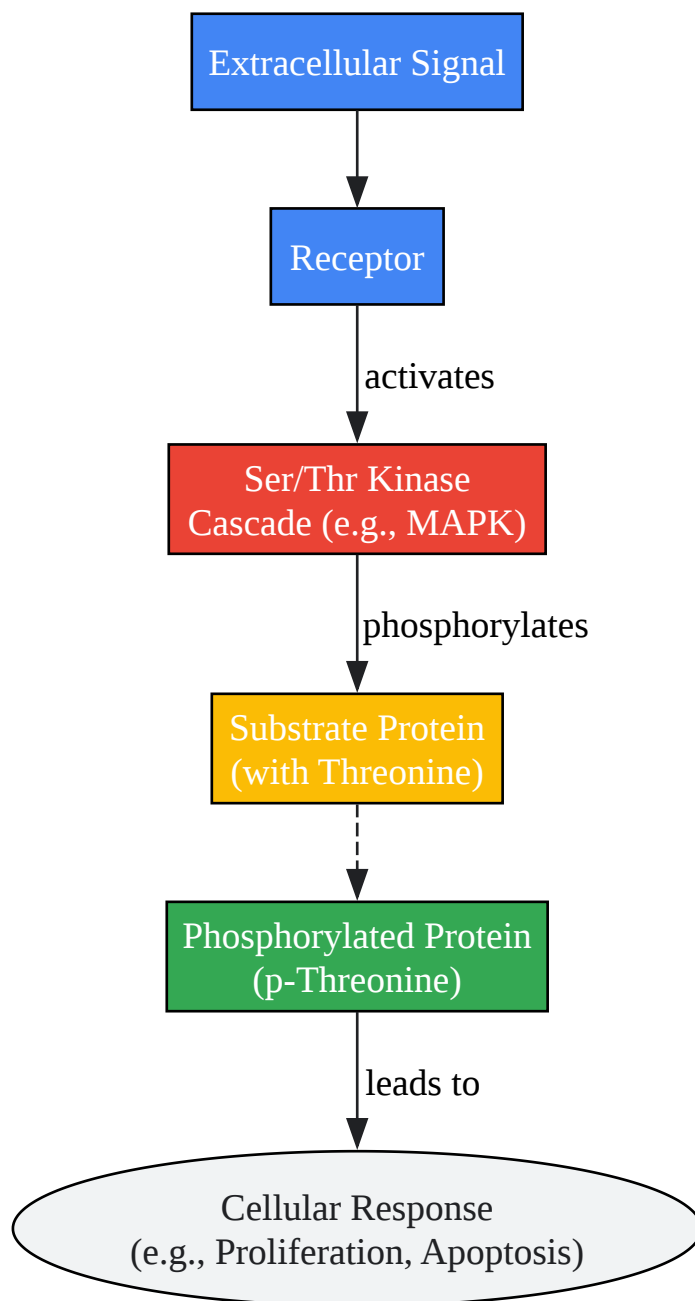 Extracellular Signal
Receptor
activates
Ser/Thr Kinase
Cascade (e.g., MAPK)
phosphorylates
Substrate Protein
(with Threonine)
Phosphorylated Protein
(p-Threonine)
leads to
Cellular Response
(e.g., Proliferation, Apoptosis)